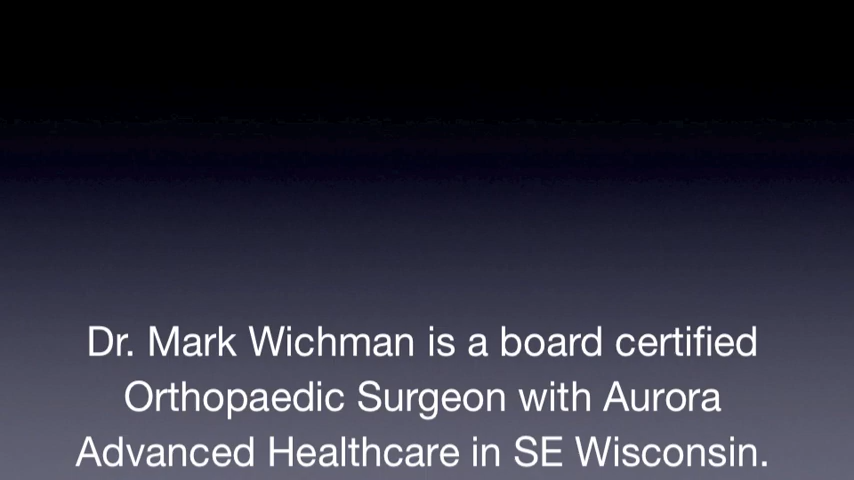 Dr. Mark Wichman is a board certified
Orthopaedic Surgeon with Aurora
Advanced Healthcare in SE Wisconsin.